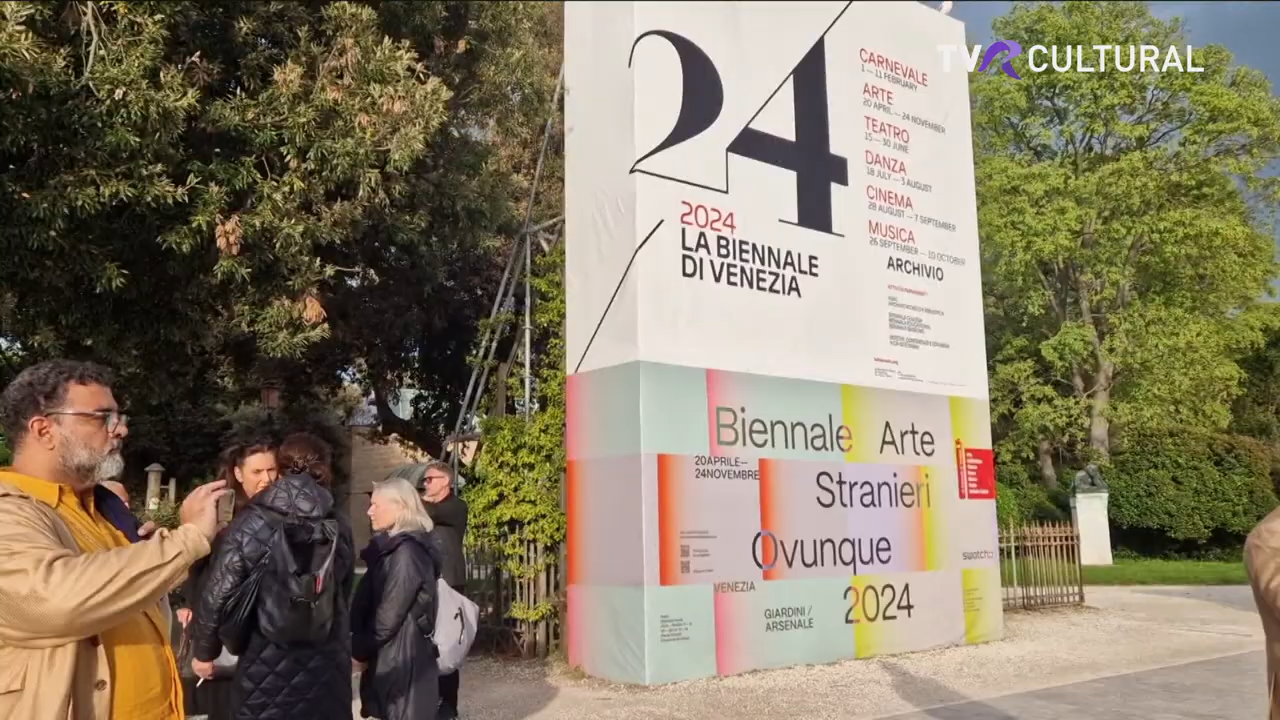 TVR CULTURAL
24
CARNEVALE
1 — 11 FEBRUARY
ARTE
20 APRIL — 24 NOVEMBER
TEATRO
15 — 30 JUNE
DANZA
18 JULY — 3 AUGUST
CINEMA
28 AUGUST — 7 SEPTEMBER
MUSICA
26 SEPTEMBER — 10 OCTOBER
ARCHIVIO
2024
LA BIENNALE
DI VENEZIA
Biennale Arte
20APRILE—
24NOVEMBRE
Stranieri
Ovunque
swatch
VENEZIA
GIARDINI /
ARSENALE
2024